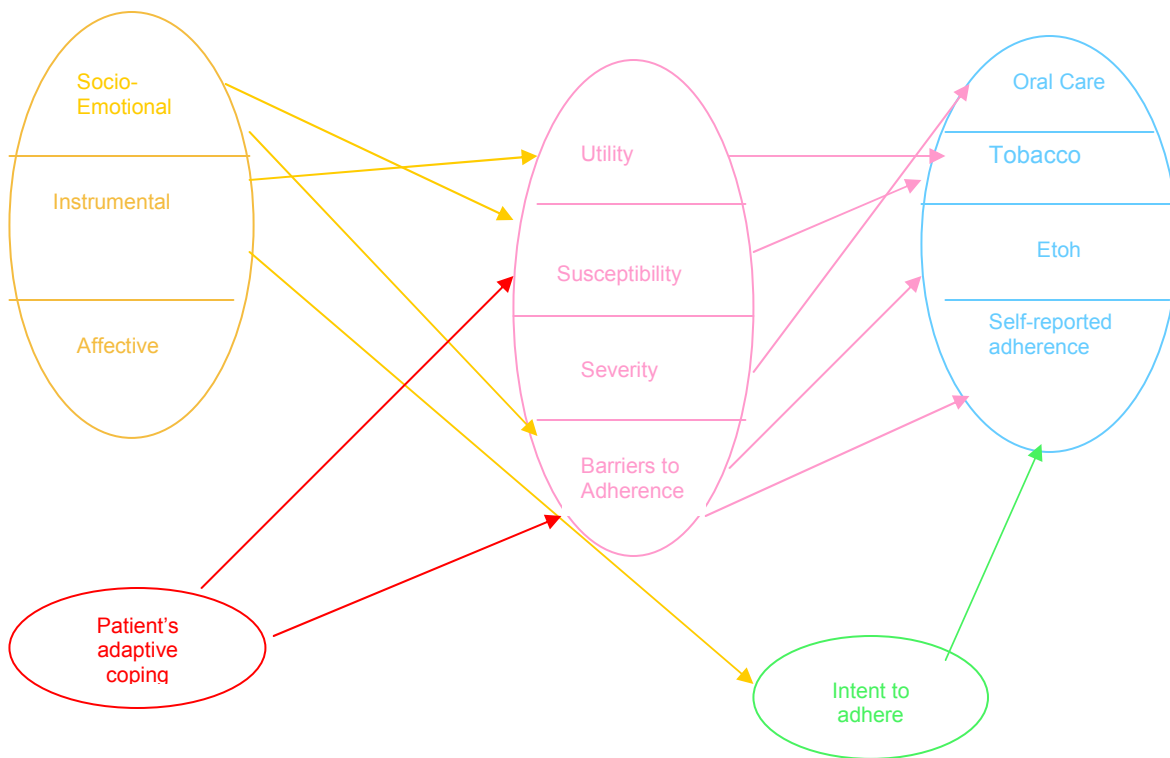 Socio-
Emotional
Instrumental
Affective
Utility
Susceptibility
Severity
Barriers to
Adherence
Oral Care
Tobacco
Etoh
Self-reported
adherence
Patient's
adaptive
coping
Intent to
adhere